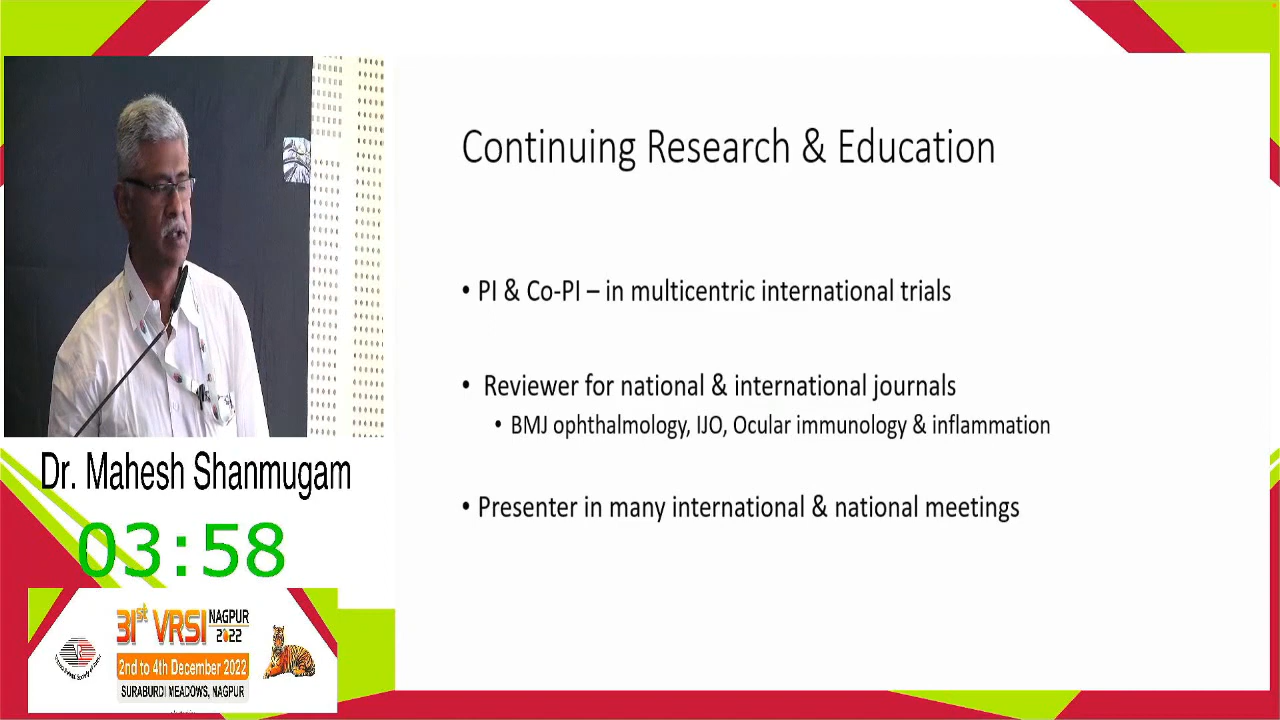 Continuing Research & Education
• PI & Co-PI – in multicentric international trials
• Reviewer for national & international journals
• BMJ ophthalmology, IJO, Ocular immunology & inflammation
• Presenter in many international & national meetings
Dr. Mahesh Shanmugam
03:58
31st VRSI NAGPUR 2022
2nd to 4th December 2022
SURABURDI MEADOWS, NAGPUR